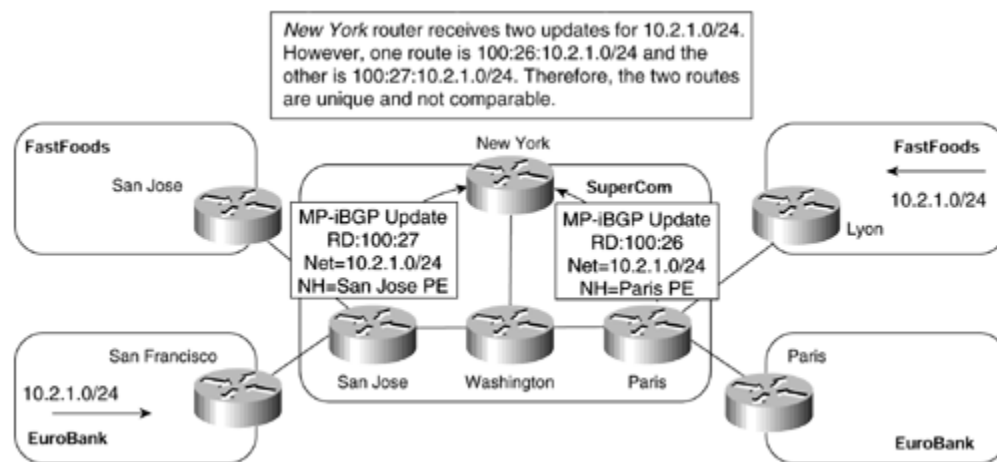 New York router receives two updates for 10.2.1.0/24.
However, one route is 100:26:10.2.1.0/24 and the
other is 100:27:10.2.1.0/24. Therefore, the two routes
are unique and not comparable.
FastFoods
San Jose
New York
SuperCom
FastFoods
10.2.1.0/24
Lyon
MP-iBGP Update
RD:100:27
Net=10.2.1.0/24
NH=San Jose PE
MP-iBGP Update
RD:100:26
Net=10.2.1.0/24
NH=Paris PE
San Francisco
10.2.1.0/24
EuroBank
San Jose
Washington
Paris
Paris
EuroBank